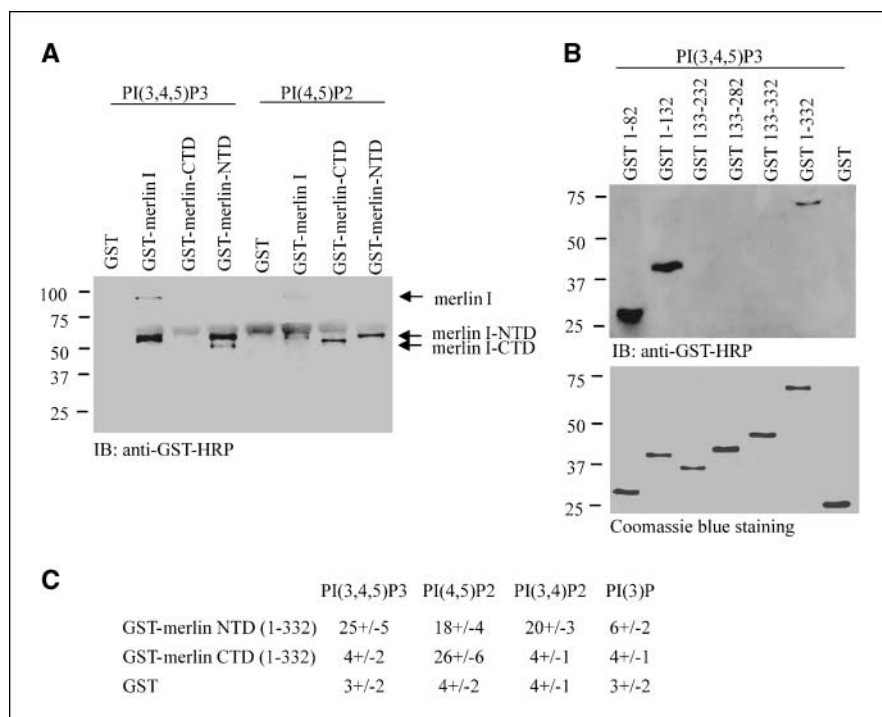 A
PI(3,4,5)P3 PI(4,5)P2
GST
GST-merlin I
GST-merlin-CTD
GST-merlin-NTD
GST
GST-merlin I
GST-merlin-CTD
GST-merlin-NTD
100
75
50
37
25
merlin I
merlin I-NTD
merlin I-CTD
IB: anti-GST-HRP
B
PI(3,4,5)P3
GST 1-82
GST 1-132
GST 133-232
GST 133-282
GST 133-332
GST 1-332
GST
75
50
37
25
IB: anti-GST-HRP
75
50
37
25
Coomassie blue staining
C
PI(3,4,5)P3 PI(4,5)P2 PI(3,4)P2 PI(3)P
GST-merlin NTD (1-332) 25+/-5 18+/-4 20+/-3 6+/-2
GST-merlin CTD (1-332) 4+/-2 26+/-6 4+/-1 4+/-1
GST 3+/-2 4+/-2 4+/-1 3+/-2